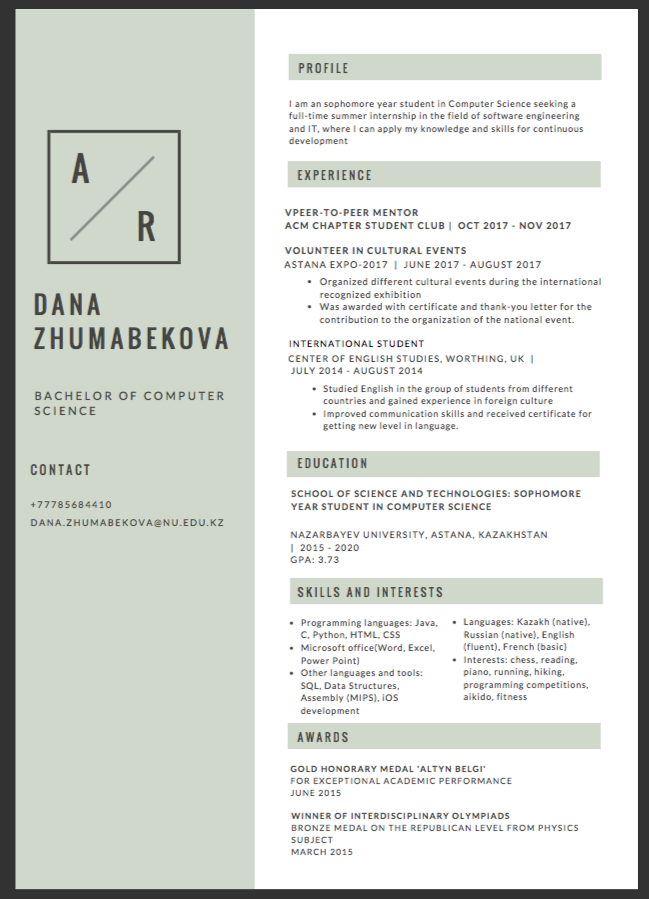 A
R
DANA
ZHUMABEKOVA
BACHELOR OF COMPUTER
SCIENCE
CONTACT
+77785684410
DANA.ZHUMABEKOVA@NU.EDU.KZ
PROFILE
I am an sophomore year student in Computer Science seeking a
full-time summer internship in the field of software engineering
and IT, where I can apply my knowledge and skills for continuous
development
EXPERIENCE
VPEER-TO-PEER MENTOR
ACM CHAPTER STUDENT CLUB | OCT 2017 - NOV 2017
VOLUNTEER IN CULTURAL EVENTS
ASTANA EXPO-2017 | JUNE 2017 - AUGUST 2017
• Organized different cultural events during the international
recognized exhibition
• Was awarded with certificate and thank-you letter for the
contribution to the organization of the national event.
INTERNATIONAL STUDENT
CENTER OF ENGLISH STUDIES, WORTHING, UK |
JULY 2014 - AUGUST 2014
• Studied English in the group of students from different
countries and gained experience in foreign culture
• Improved communication skills and received certificate for
getting new level in language.
EDUCATION
SCHOOL OF SCIENCE AND TECHNOLOGIES: SOPHOMORE
YEAR STUDENT IN COMPUTER SCIENCE
NAZARBAYEV UNIVERSITY, ASTANA, KAZAKHSTAN
| 2015 - 2020
GPA: 3.73
SKILLS AND INTERESTS
• Programming languages: Java,
C, Python, HTML, CSS
• Microsoft office(Word, Excel,
Power Point)
• Other languages and tools:
SQL, Data Structures,
Assembly (MIPS), iOS
development
• Languages: Kazakh (native),
Russian (native), English
(fluent), French (basic)
• Interests: chess, reading,
piano, running, hiking,
programming competitions,
aikido, fitness
AWARDS
GOLD HONORARY MEDAL 'ALTYN BELGI'
FOR EXCEPTIONAL ACADEMIC PERFORMANCE
JUNE 2015
WINNER OF INTERDISCIPLINARY OLYMPIADS
BRONZE MEDAL ON THE REPUBLICAN LEVEL FROM PHYSICS
SUBJECT
MARCH 2015